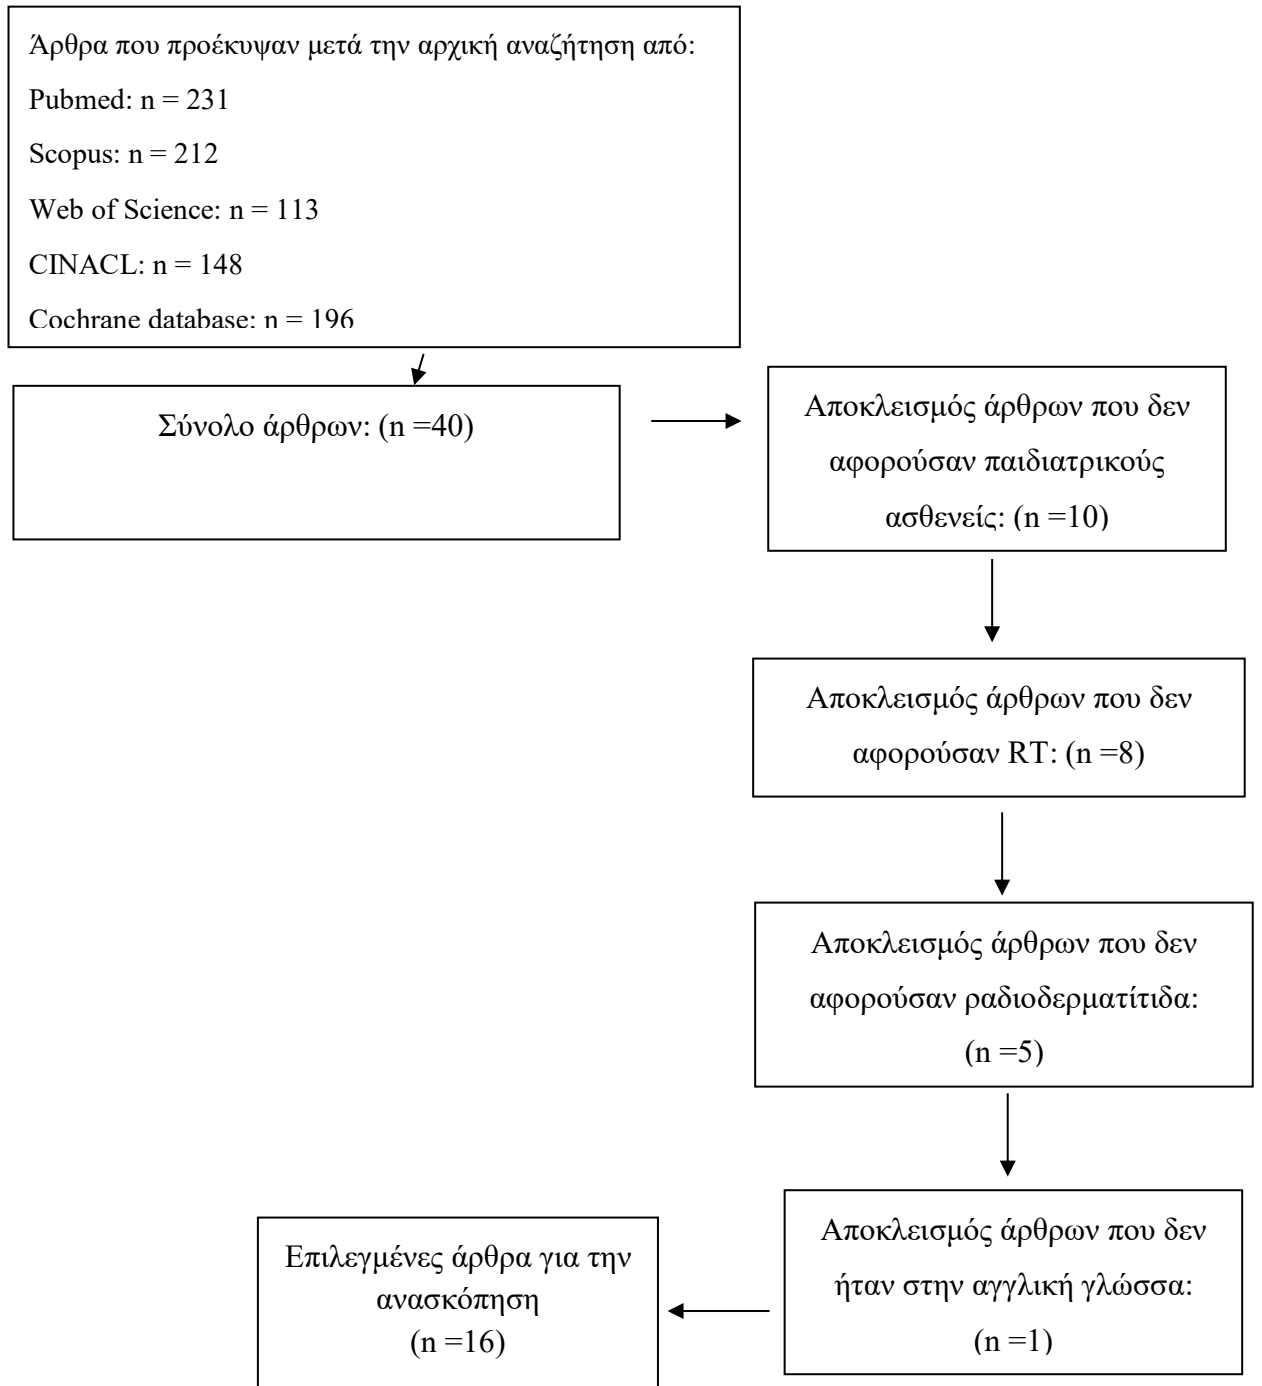 Άρθρα που προέκυψαν μετά την αρχική αναζήτηση από:
Pubmed: n = 231
Scopus: n = 212
Web of Science: n = 113
CINACL: n = 148
Cochrane database: n = 196
Σύνολο άρθρων: (n =40)
Αποκλεισμός άρθρων που δεν
αφορούσαν παιδιατρικούς
ασθενείς: (n =10)
Αποκλεισμός άρθρων που δεν
αφορούσαν RT: (n =8)
Αποκλεισμός άρθρων που δεν
αφορούσαν ραδιοδερματίτιδα:
(n =5)
Αποκλεισμός άρθρων που δεν
ήταν στην αγγλική γλώσσα:
(n =1)
Επιλεγμένες άρθρα για την
ανασκόπηση
(n =16)